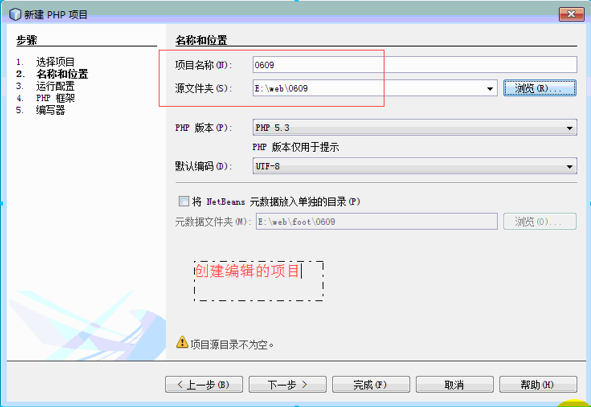 新建 PHP 项目
步骤
1. 选择项目
2. 名称和位置
3. 运行配置
4. PHP 框架
5. 编写器
名称和位置
项目名称(N): 0609
源文件夹(S): E:\web\0609 浏览(R)...
PHP 版本(P): PHP 5.3
PHP 版本仅用于提示
默认编码(D): UTF-8
将 NetBeans 元数据放入单独的目录(P)
元数据文件夹(M): E:\web\foot\0609 浏览(O)...
创建编辑的项目
项目源目录不为空。
< 上一步(B) 下一步 > 完成(F) 取消 帮助(H)